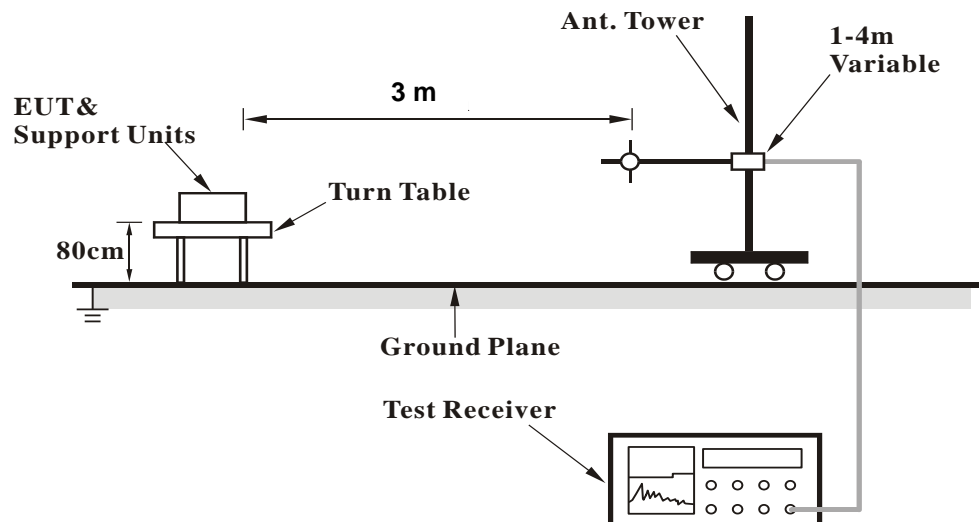 Ant. Tower
1-4m
Variable
3 m
EUT&
Support Units
Turn Table
80cm
Ground Plane
Test Receiver